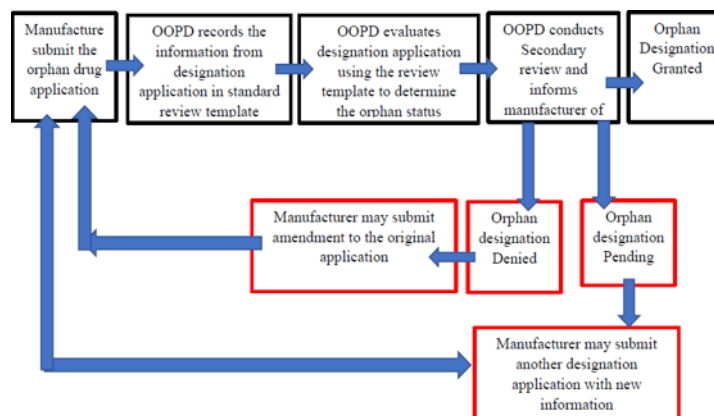 Manufacture
submit the
orphan drug
application
OOPD records the
information from
designation
application in standard
review template
OOPD evaluates
designation application
using the review
template to determine
the orphan status
OOPD conducts
Secondary
review and
informs
manufacturer of
Orphan
Designation
Granted
Manufacturer may submit
amendment to the original
application
Orphan
designation
Denied
Orphan
designation
Pending
Manufacturer may submit
another designation
application with new
information